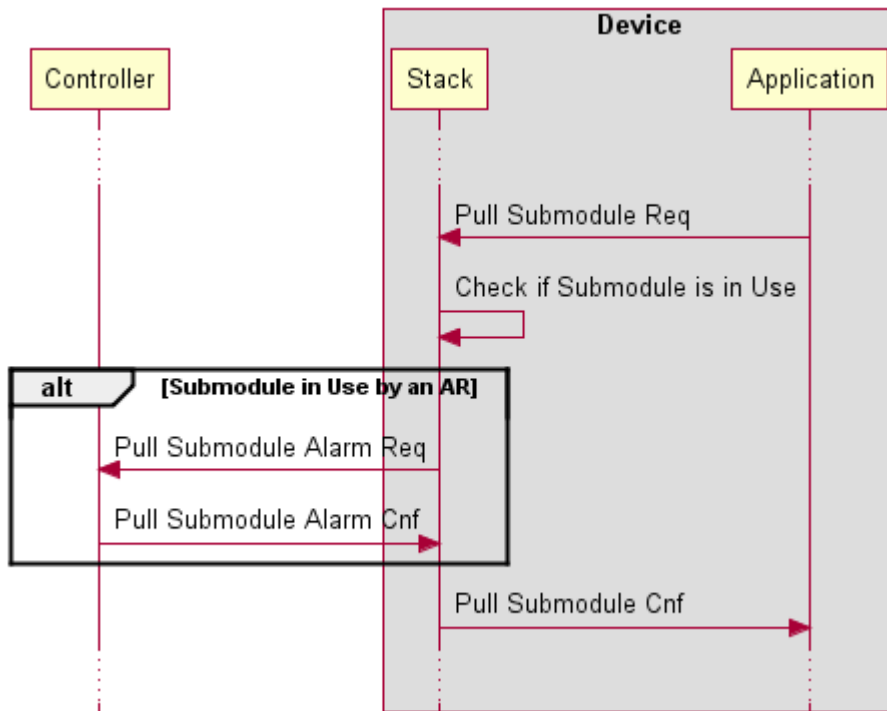 Device
Controller
Stack
Application
Pull Submodule Req
Check if Submodule is in Use
alt
[Submodule in Use by an AR]
Pull Submodule Alarm Req
Pull Submodule Alarm Cnf
Pull Submodule Cnf